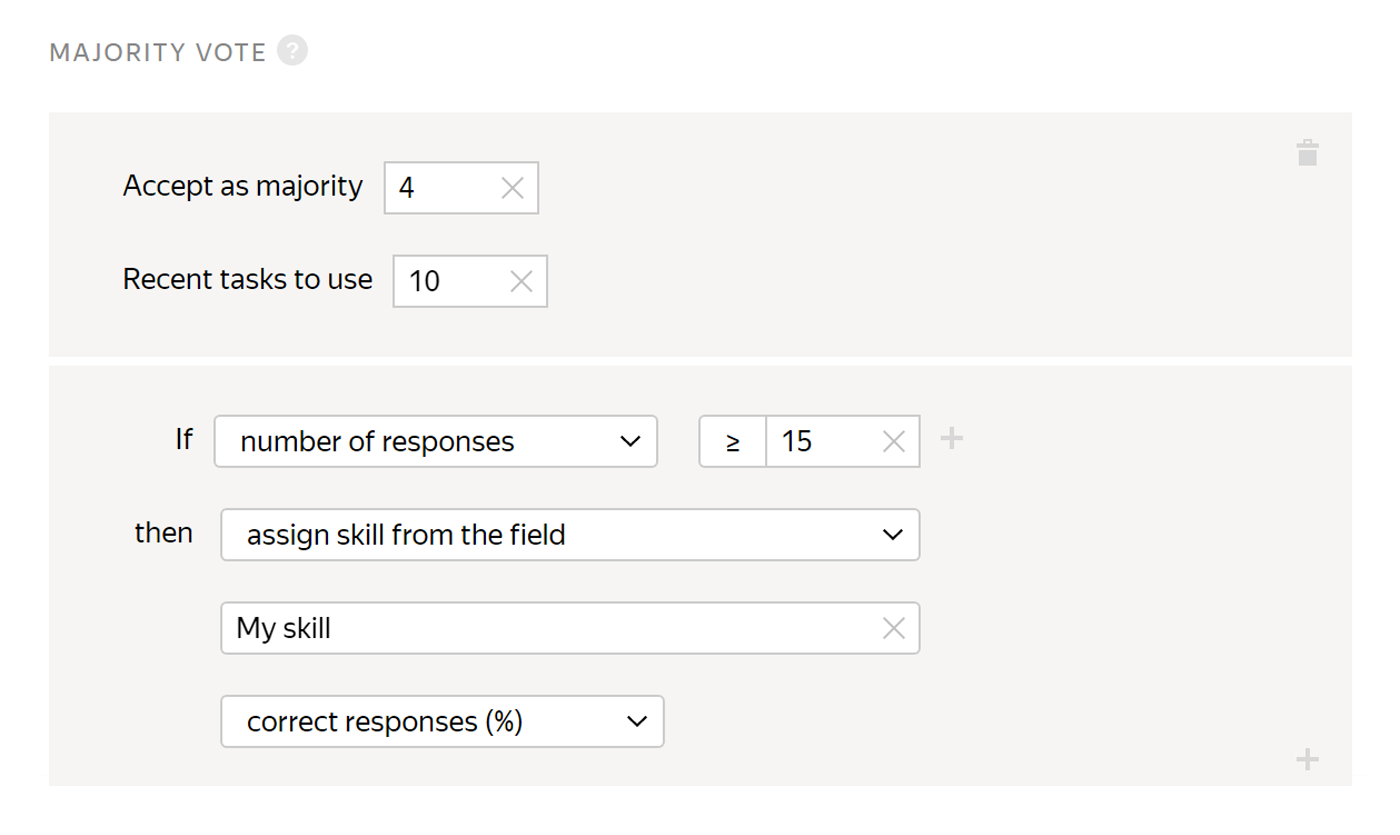 MAJORITY VOTE ?
Accept as majority 4
Recent tasks to use 10
If number of responses ≥ 15
then assign skill from the field
My skill
correct responses (%)